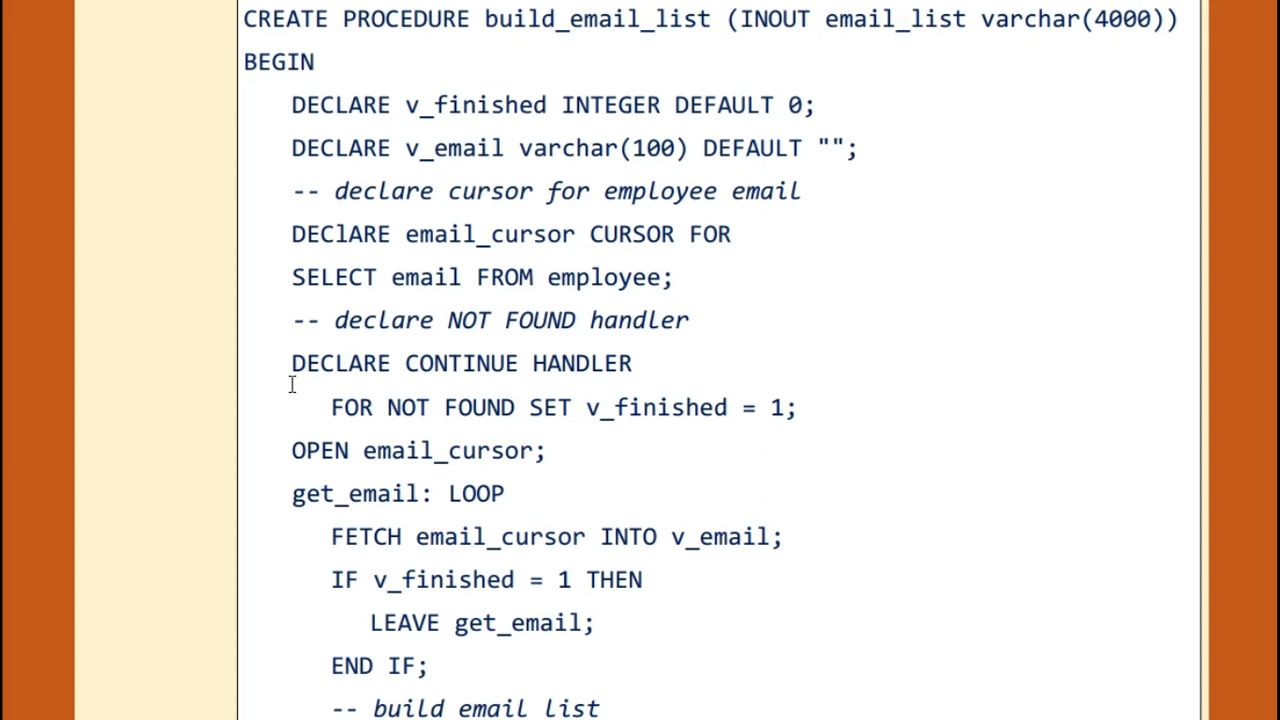 CREATE PROCEDURE build_email_list (INOUT email_list varchar(4000))
BEGIN
DECLARE v_finished INTEGER DEFAULT 0;
DECLARE v_email varchar(100) DEFAULT "";
-- declare cursor for employee email
DEClARE email_cursor CURSOR FOR
SELECT email FROM employee;
-- declare NOT FOUND handler
DECLARE CONTINUE HANDLER
FOR NOT FOUND SET v_finished = 1;
OPEN email_cursor;
get_email: LOOP
FETCH email_cursor INTO v_email;
IF v_finished = 1 THEN
LEAVE get_email;
END IF;
-- build email list